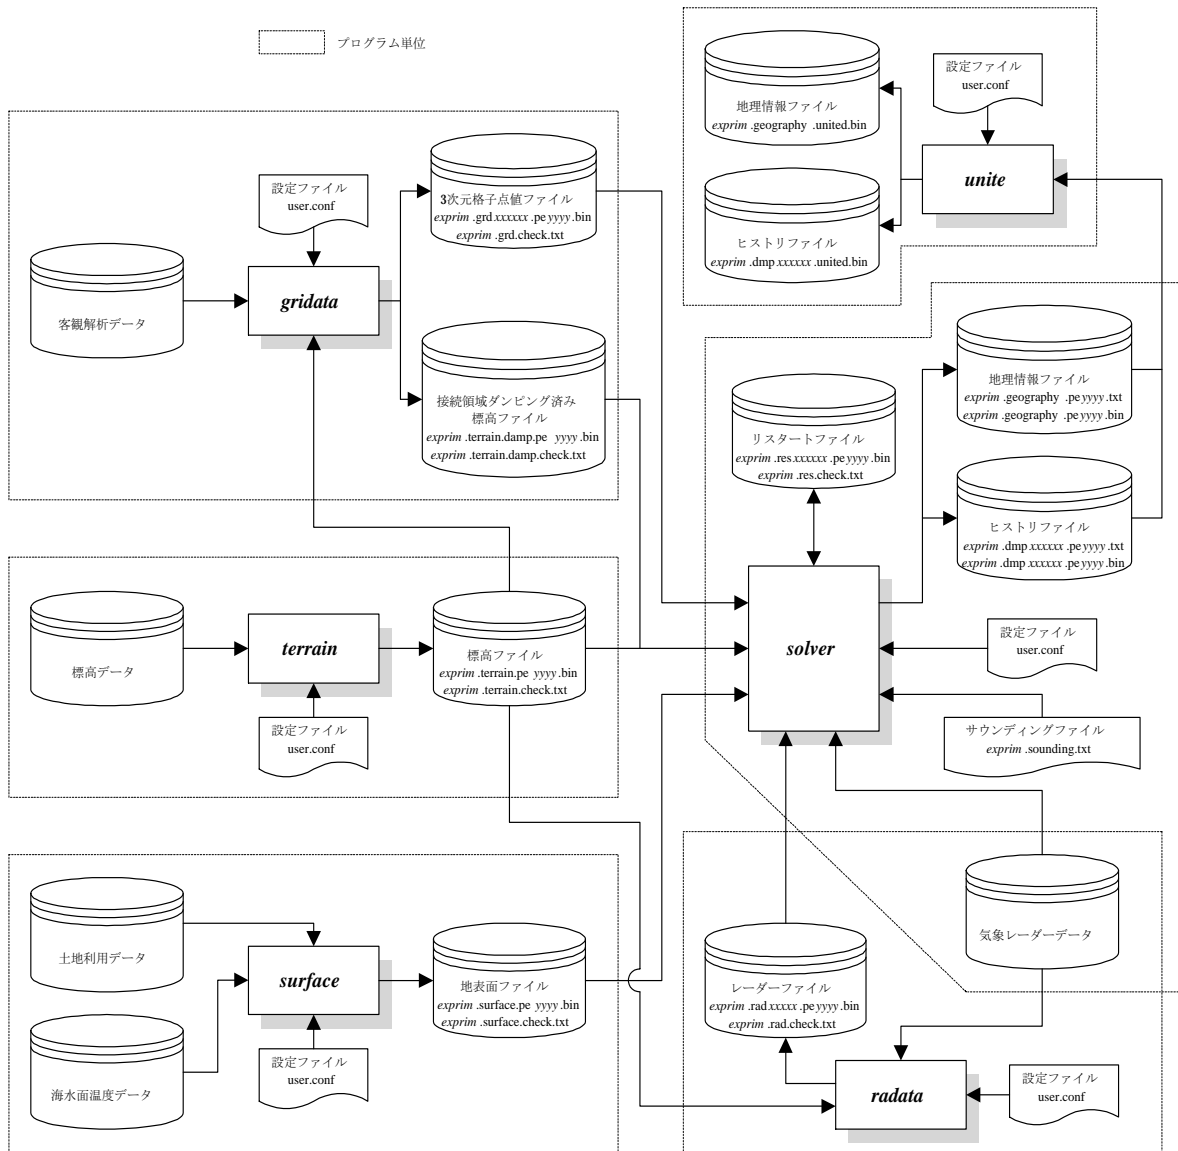 プログラム単位
設定ファイル
user.conf
地理情報ファイル
exprim .geography .united.bin
unite
ヒストリファイル
exprim .dmp xxxxxx .united.bin
設定ファイル
user.conf
3次元格子点値ファイル
exprim .grd xxxxxx .pe yyyy .bin
exprim .grd.check.txt
客観解析データ
gridata
接続領域ダンピング済み
標高ファイル
exprim .terrain.damp.pe yyyy .bin
exprim .terrain.damp.check.txt
地理情報ファイル
exprim .geography .pe yyyy .txt
exprim .geography .pe yyyy .bin
リスタートファイル
exprim .res xxxxxx .pe yyyy .bin
exprim .res.check.txt
ヒストリファイル
exprim .dmp xxxxxx .pe yyyy .txt
exprim .dmp xxxxxx .pe yyyy .bin
標高データ
terrain
標高ファイル
exprim .terrain.pe yyyy .bin
exprim .terrain.check.txt
設定ファイル
user.conf
solver
設定ファイル
user.conf
サウンディングファイル
exprim .sounding.txt
土地利用データ
surface
地表面ファイル
exprim .surface.pe yyyy .bin
exprim .surface.check.txt
海水面温度データ
設定ファイル
user.conf
気象レーダーデータ
レーダーファイル
exprim .rad xxxxx .pe yyyy .bin
exprim .rad.check.txt
radata
設定ファイル
user.conf